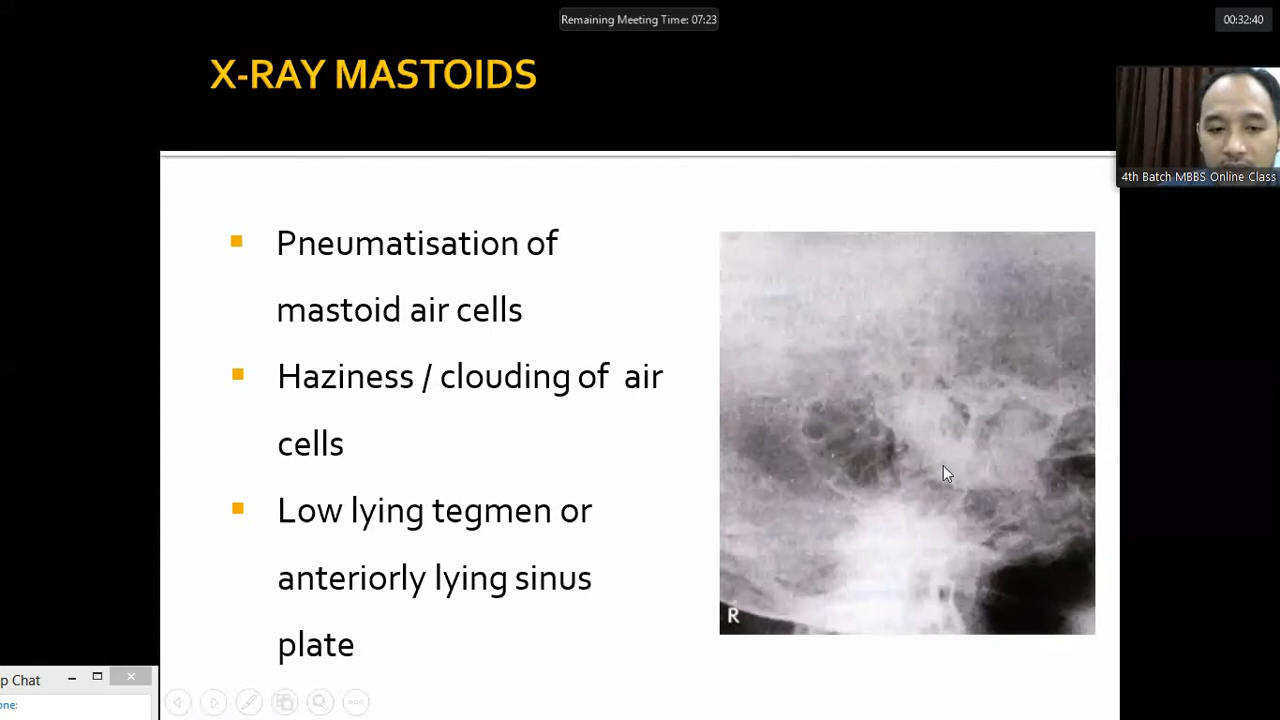 Remaining Meeting Time: 07:23
00:32:40
X-RAY MASTOIDS
4th Batch MBBS Online Class
Pneumatisation of
mastoid air cells
Haziness / clouding of air
cells
Low lying tegmen or
anteriorly lying sinus
plate
R
p Chat
one: